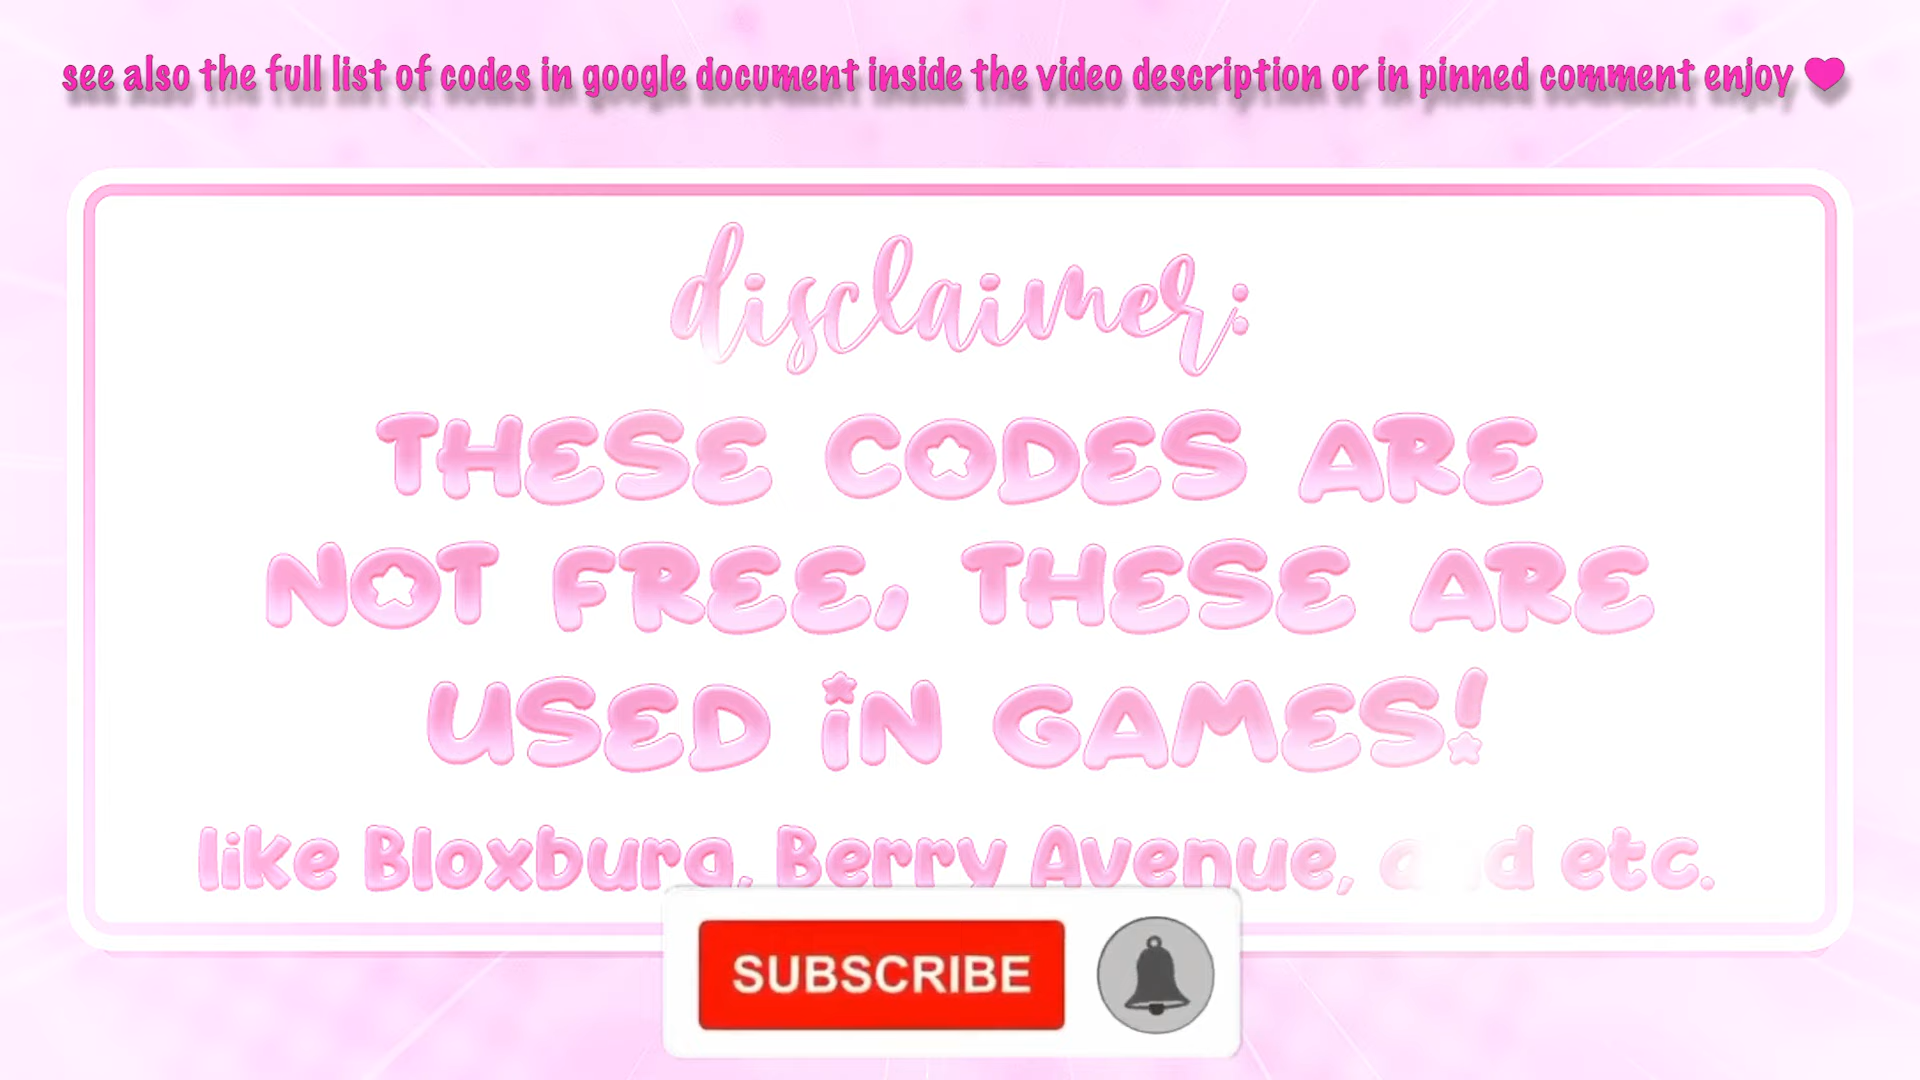 see also the full list of codes in google document inside the video description or in pinned comment enjoy
disclaimer:
THESE CODES ARE
NOT FREE, THESE ARE
USED iN GAMES!
like Bloxburg, Berry Avenue, and etc.
SUBSCRIBE